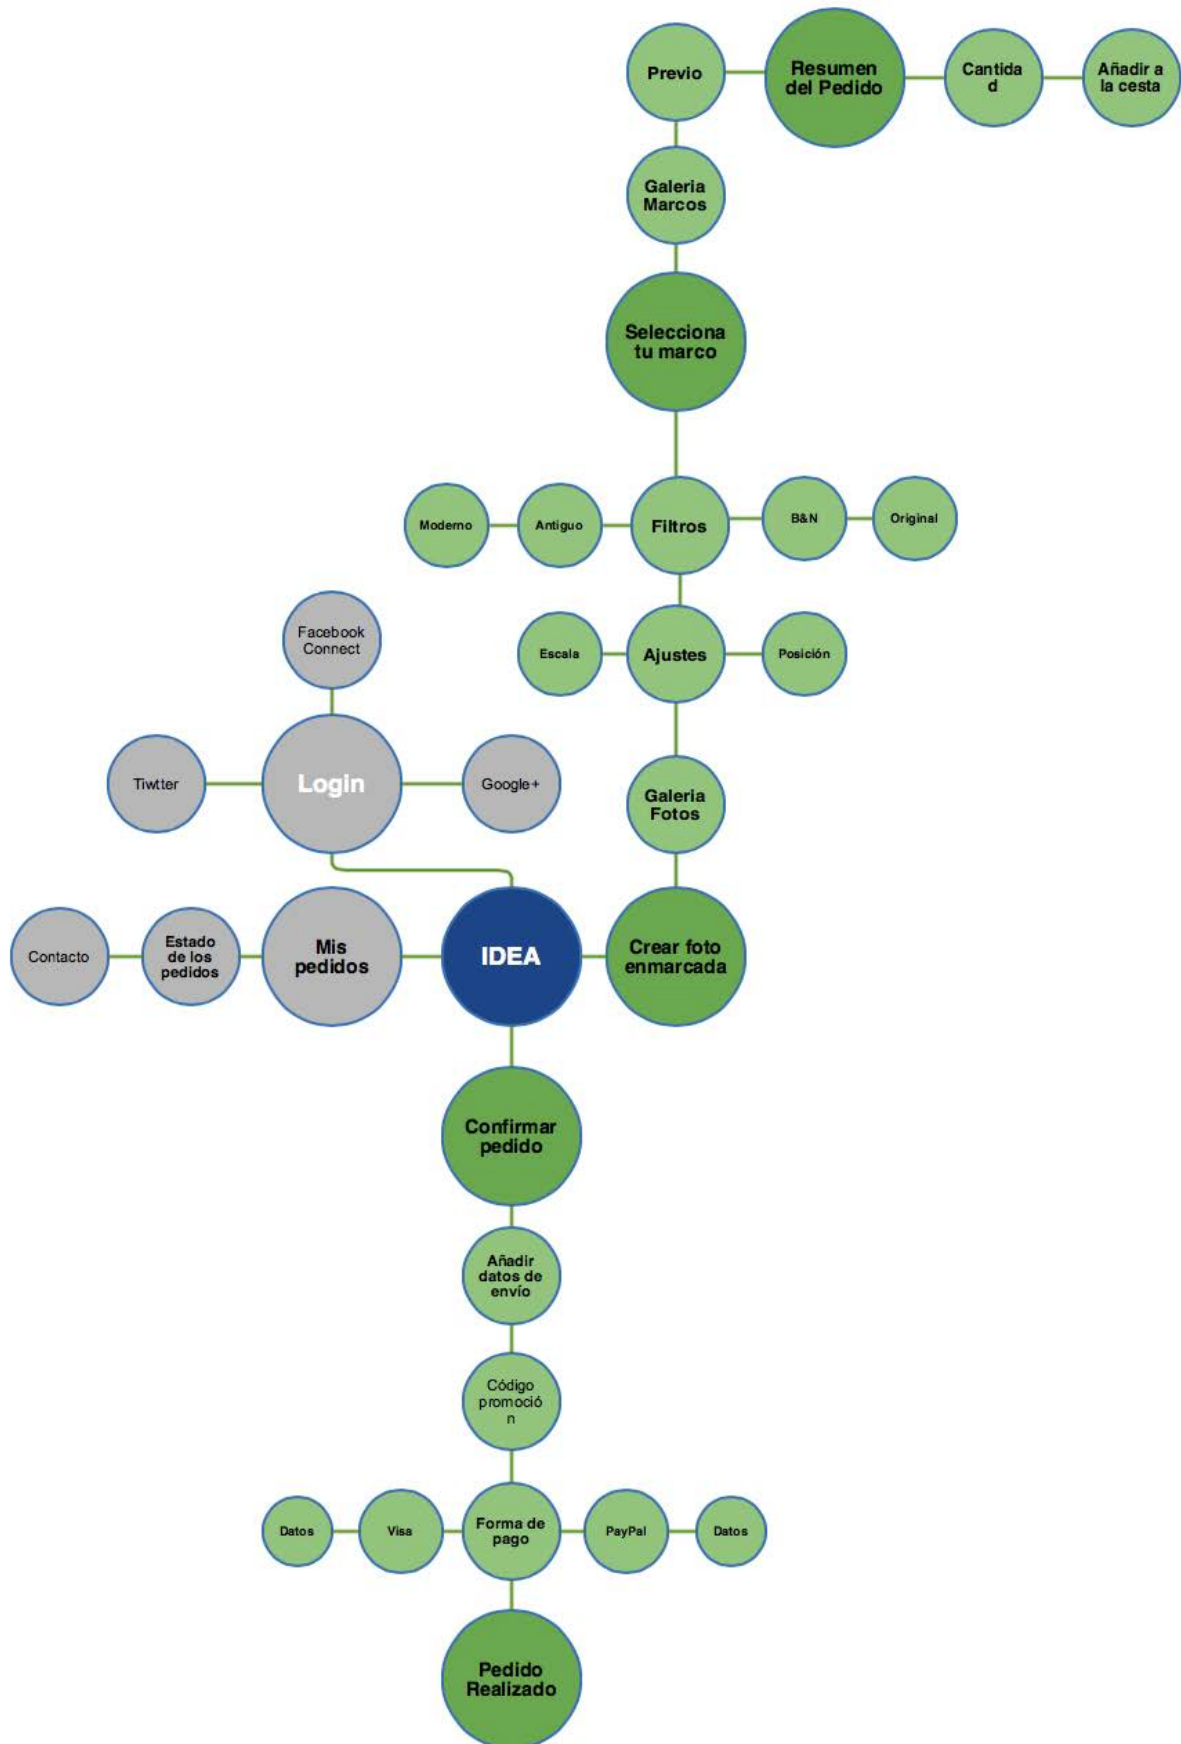 Previo
Resumen
del Pedido
Cantida
d
Añadir a
la cesta
Galeria
Marcos
Selecciona
tu marco
Moderno
Antiguo
Filtros
B&N
Original
Facebook
Connect
Escala
Ajustes
Posición
Tiwtter
Login
Google+
Galeria
Fotos
Contacto
Estado
de los
pedidos
Mis
pedidos
IDEA
Crear foto
enmarcada
Confirmar
pedido
Añadir
datos de
envío
Código
promoció
n
Datos
Visa
Forma de
pago
PayPal
Datos
Pedido
Realizado